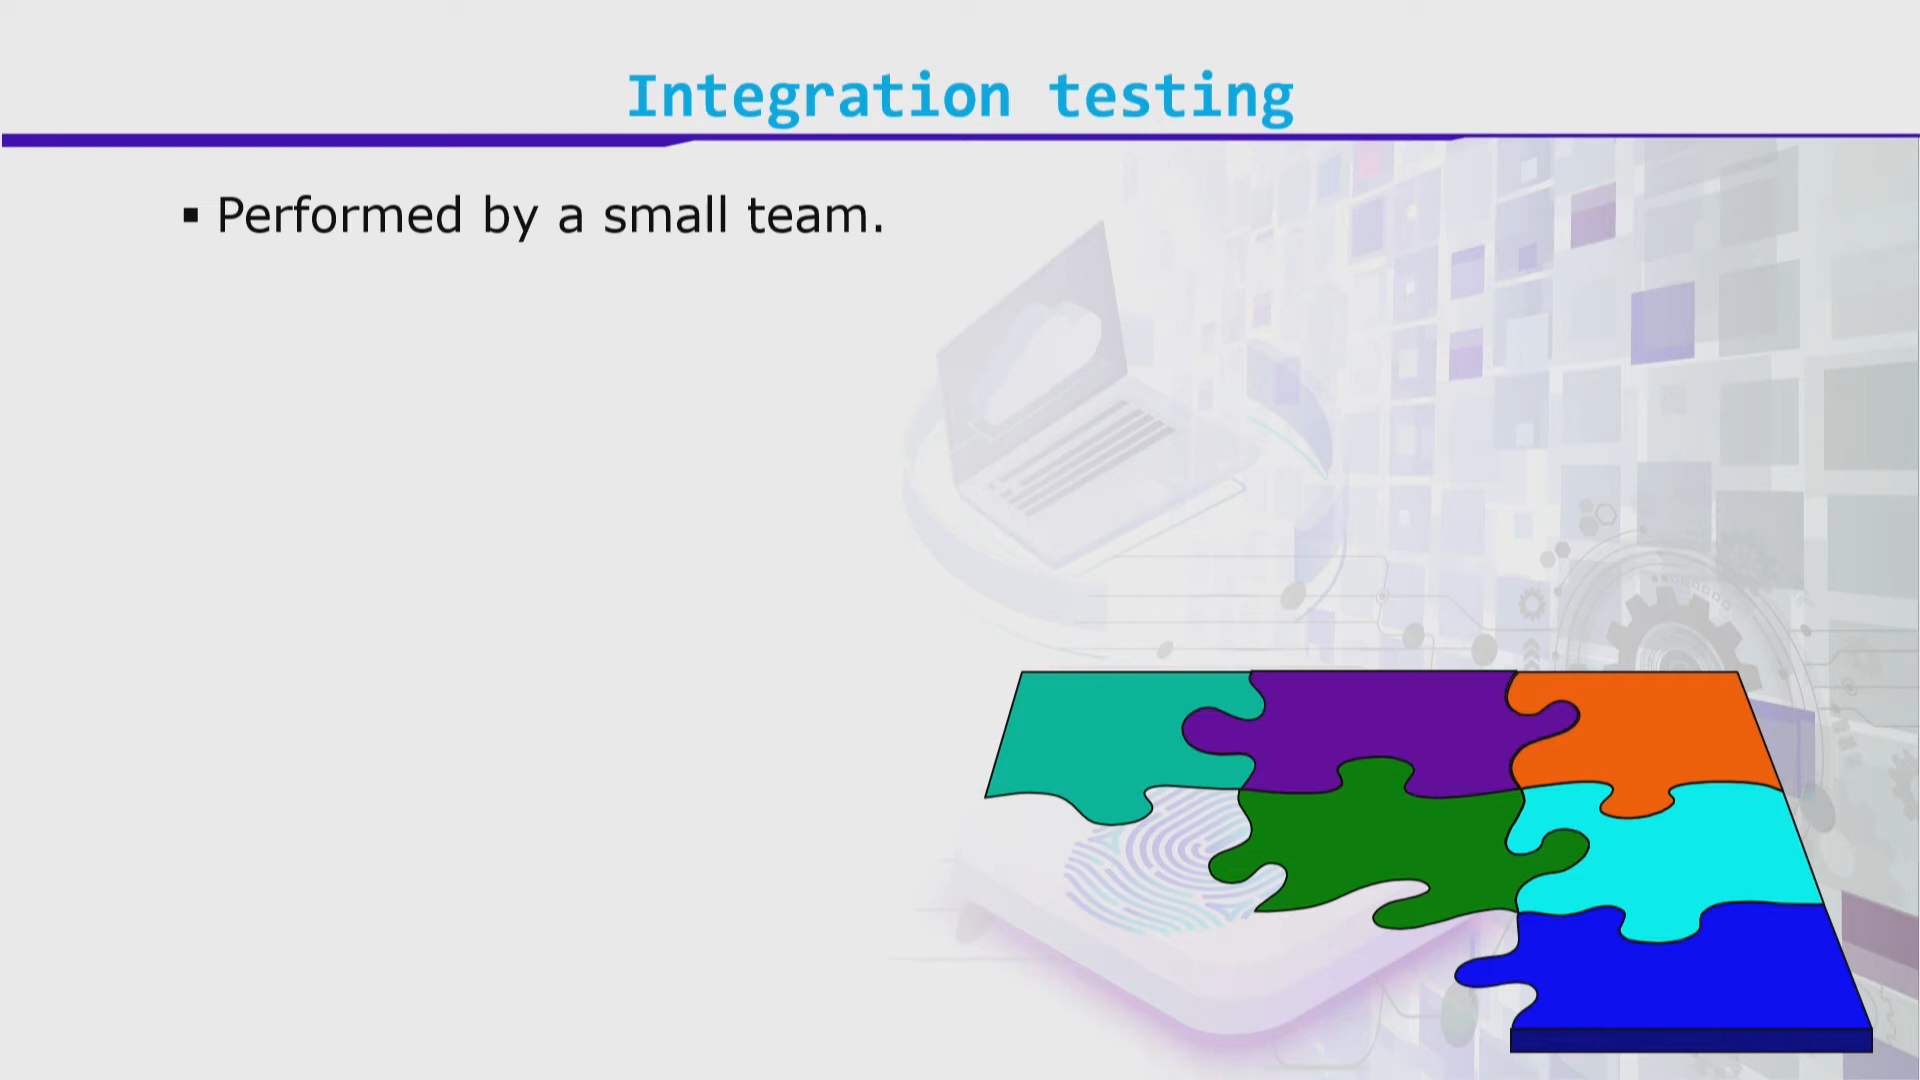 Integration testing
▪ Performed by a small team.